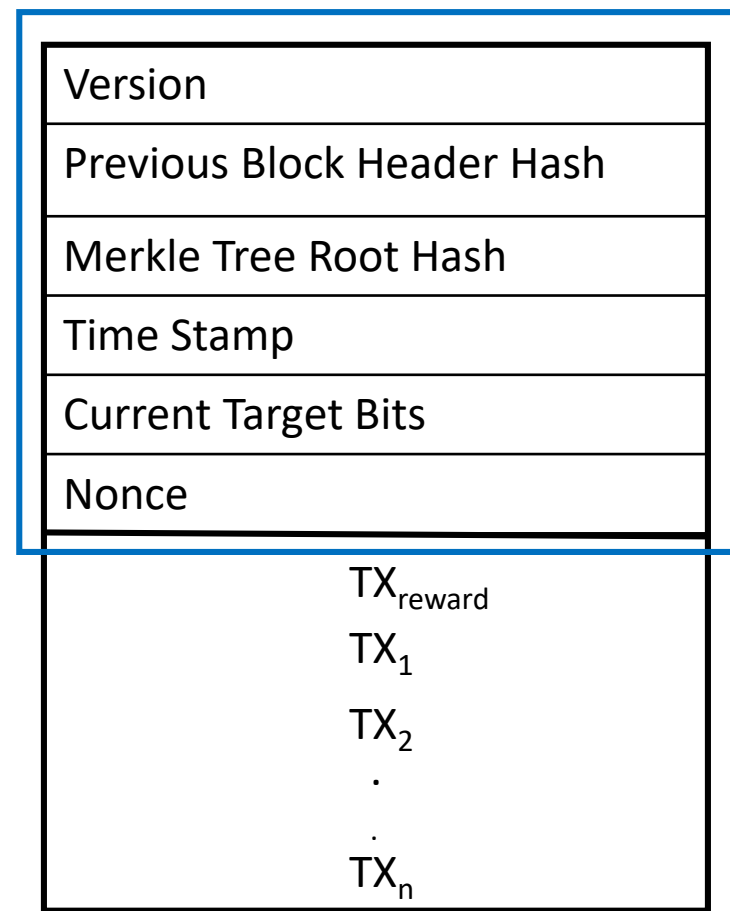 Version
Previous Block Header Hash
Merkle Tree Root Hash
Time Stamp
Current Target Bits
Nonce
TXreward
TX1
TX2
.
.
TXn